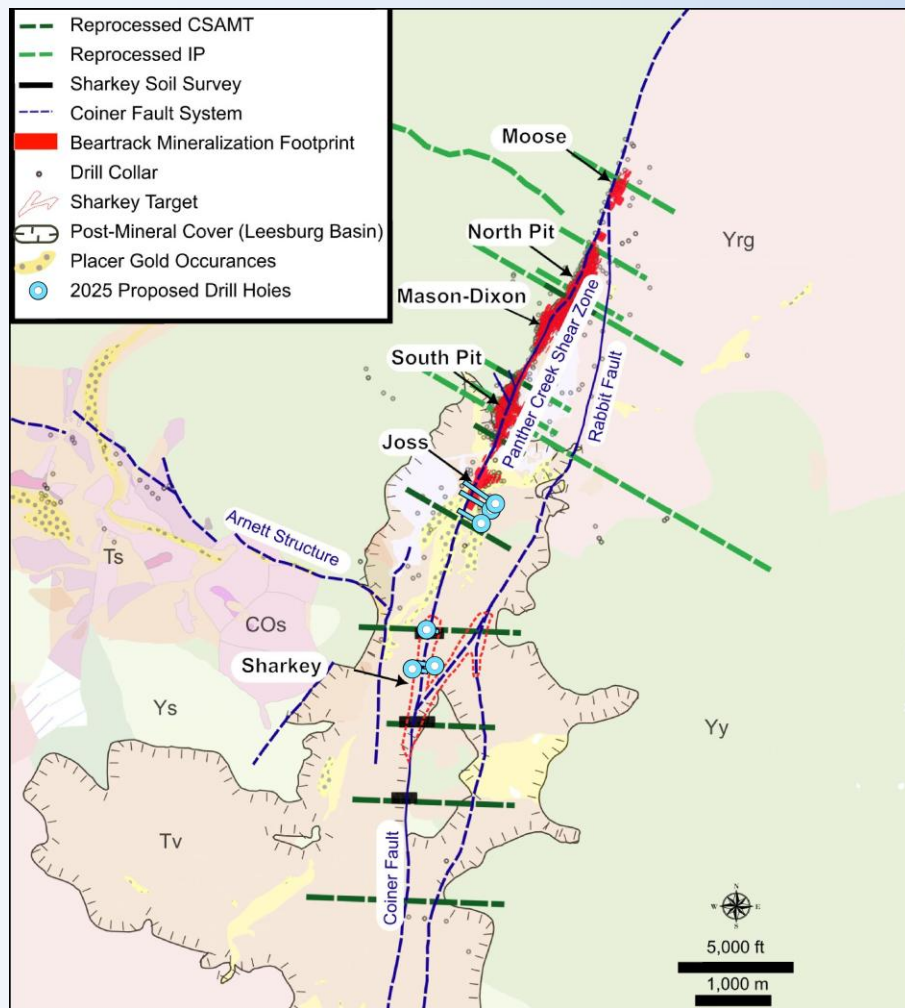 Reprocessed CSAMT
Reprocessed IP
Sharkey Soil Survey
Coiner Fault System
Beartrack Mineralization Footprint
Drill Collar
Sharkey Target
Post-Mineral Cover (Leesburg Basin)
Placer Gold Occurances
2025 Proposed Drill Holes
Moose
North Pit
Yrg
Mason-Dixon
South Pit
Panther Creek Shear Zone
Rabbit Fault
Joss
Arnett Structure
Ts
COs
Sharkey
Ys
Yy
Tv
Coiner Fault
N
W
E
S
5,000 ft
1,000 m